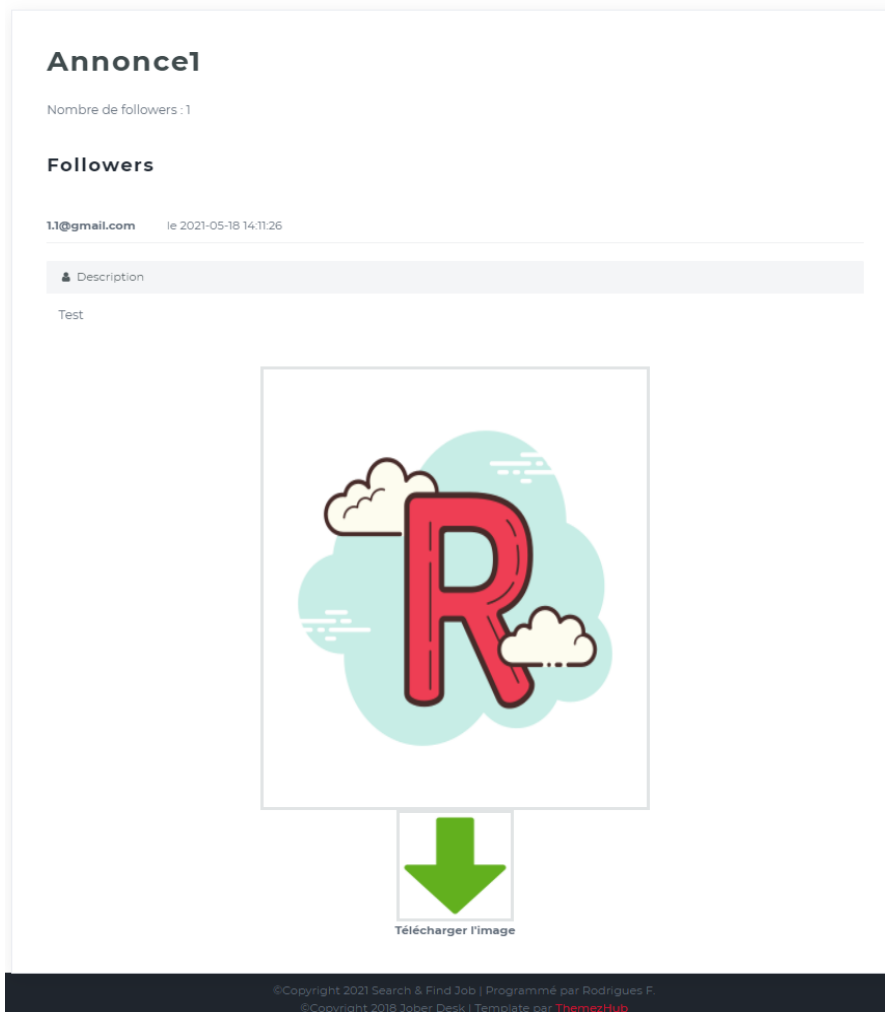 Annonce1
Nombre de followers : 1
Followers
1.1@gmail.com le 2021-05-18 14:11:26
Description
Test
R
Télécharger l'image
©Copyright 2021 Search & Find Job | Programmé par Rodrigues F.
©Copyright 2018 Jober Desk | Template par ThemezHub